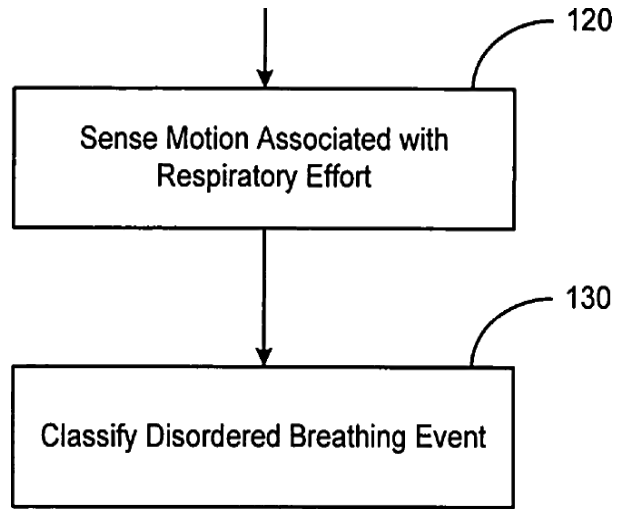 120
Sense Motion Associated with
Respiratory Effort
130
Classify Disordered Breathing Event